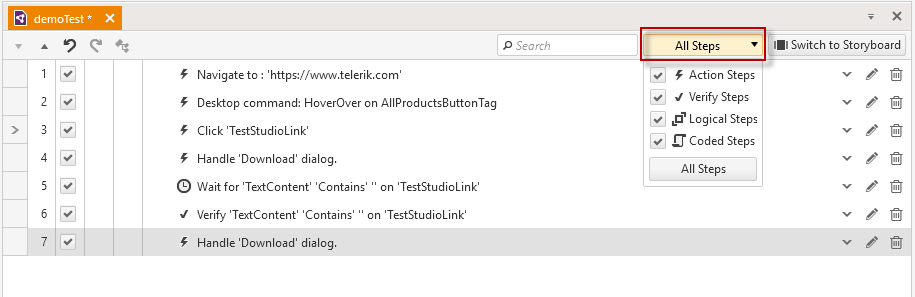 demoTest *
Search
All Steps
Switch to Storyboard
1 Navigate to : 'https://www.telerik.com'
Action Steps
2 Desktop command: HoverOver on AllProductsButtonTag
Verify Steps
3 Click 'TestStudioLink'
Logical Steps
Coded Steps
4 Handle 'Download' dialog.
All Steps
5 Wait for 'TextContent' 'Contains' '' on 'TestStudioLink'
6 Verify 'TextContent' 'Contains' '' on 'TestStudioLink'
7 Handle 'Download' dialog.